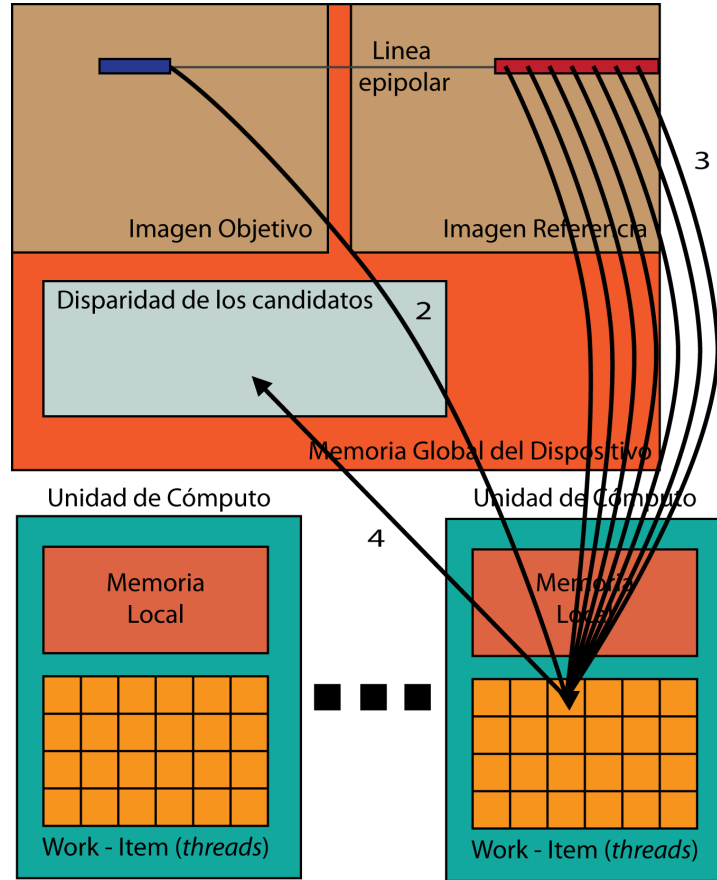 Linea
epipolar
3
Imagen Objetivo
Imagen Referencia
Disparidad de los candidatos
2
Memoria Global del Dispositivo
Unidad de Cómputo
Unidad de Cómputo
4
Memoria
Local
Memoria
Local
Work - Item (threads)
Work - Item (threads)